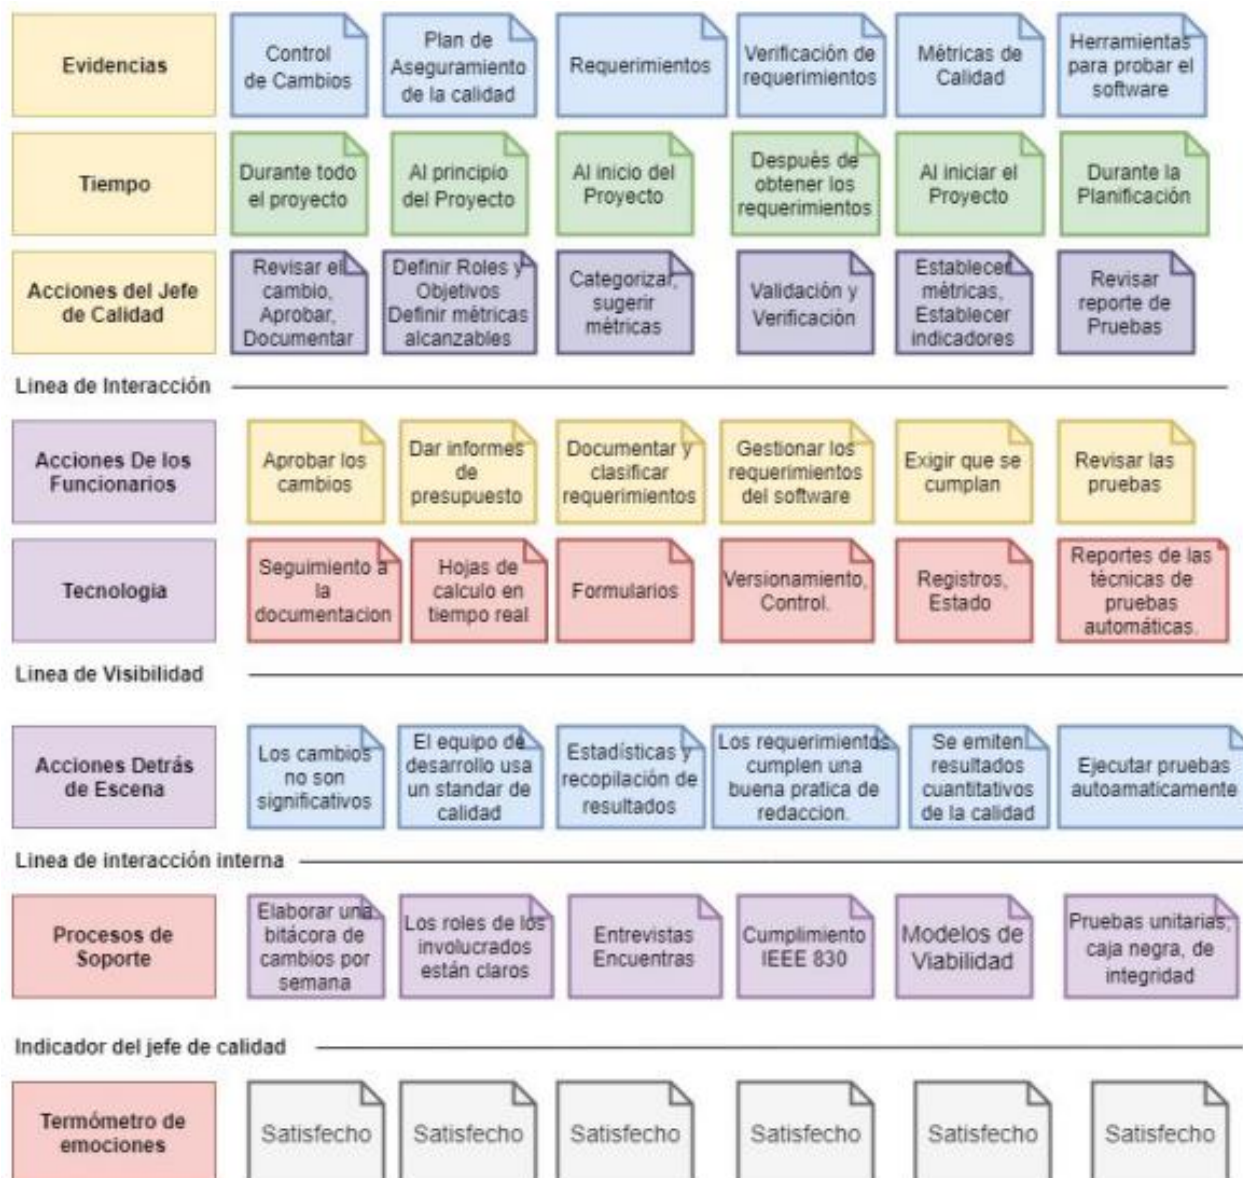 Evidencias
Control
de Cambios
Plan de
Aseguramiento
de la calidad
Requerimientos
Verificación de
requerimientos
Métricas de
Calidad
Herramientas
para probar el
software
Tiempo
Durante todo
el proyecto
Al principio
del Proyecto
Al inicio del
Proyecto
Después de
obtener los
requerimientos
Al iniciar el
Proyecto
Durante la
Planificación
Acciones del Jefe
de Calidad
Revisar el
cambio,
Aprobar,
Documentar
Definir Roles y
Objetivos
Definir métricas
alcanzables
Categorizar,
sugerir
métricas
Validación y
Verificación
Establecer
métricas,
Establecer
indicadores
Revisar
reporte de
Pruebas
Linea de Interacción
Acciones De los
Funcionarios
Aprobar los
cambios
Dar informes
de
presupuesto
Documentar y
clasificar
requerimientos
Gestionar los
requerimientos
del software
Exigir que se
cumplan
Revisar las
pruebas
Tecnologia
Seguimiento a
la
documentacion
Hojas de
calculo en
tiempo real
Formularios
Versionamiento,
Control.
Registros,
Estado
Reportes de las
técnicas de
pruebas
automáticas.
Linea de Visibilidad
Acciones Detrás
de Escena
Los cambios
no son
significativos
El equipo de
desarrollo usa
un standar de
calidad
Estadísticas y
recopilación de
resultados
Los requerimientos
cumplen una
buena pratica de
redaccion.
Se emiten
resultados
cuantitativos
de la calidad
Ejecutar pruebas
autoamaticamente
Linea de interacción interna
Procesos de
Soporte
Elaborar una
bitácora de
cambios por
semana
Los roles de los
involucrados
están claros
Entrevistas
Encuentras
Cumplimiento
IEEE 830
Modelos de
Viabilidad
Pruebas unitarias,
caja negra, de
integridad
Indicador del jefe de calidad
Termómetro de
emociones
Satisfecho
Satisfecho
Satisfecho
Satisfecho
Satisfecho
Satisfecho